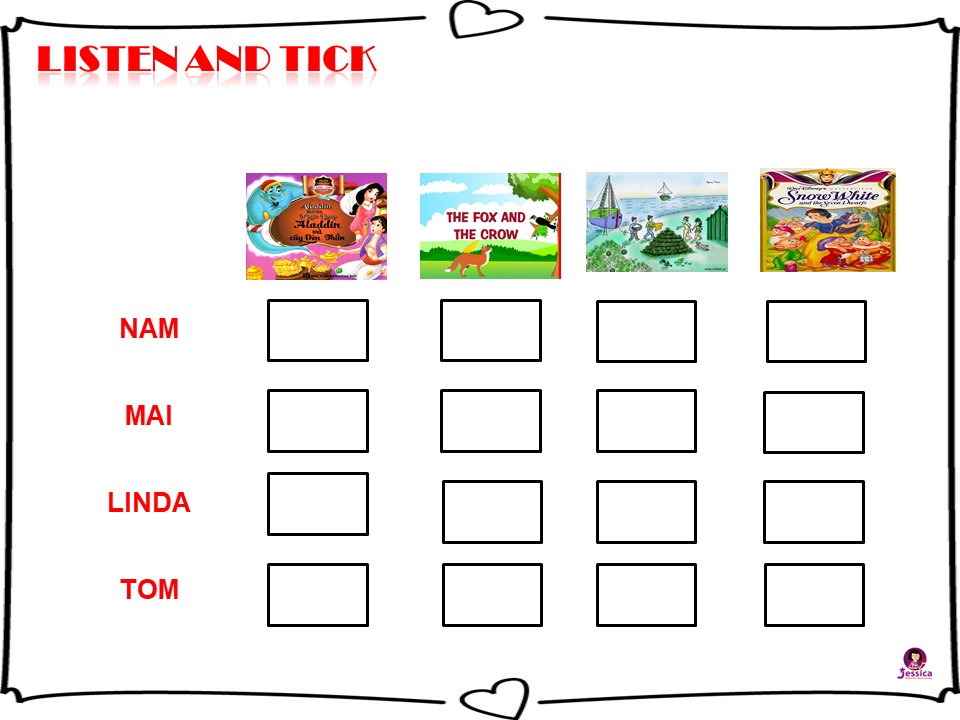 LISTEN AND TICK
Aladdin
Aladdin
và
cây Đèn Thần
THE FOX AND
THE CROW
Snow White
and the Seven Dwarfs
NAM
MAI
LINDA
TOM
Jessica